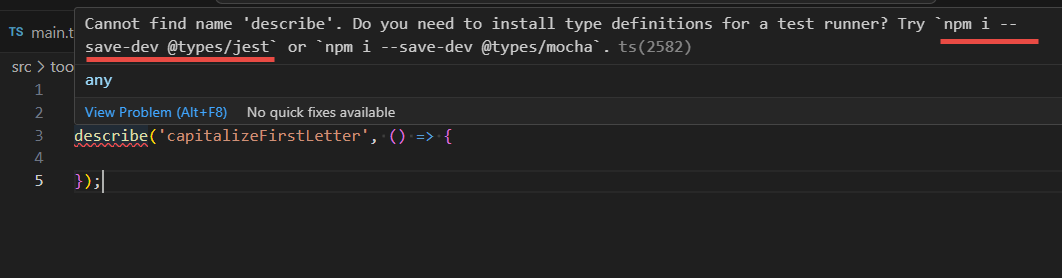 Cannot find name 'describe'. Do you need to install type definitions for a test runner? Try `npm i --
TS main.t
save-dev @types/jest` or `npm i --save-dev @types/mocha`. ts(2582)
src > too
any
1
View Problem (Alt+F8) No quick fixes available
2
3 describe('capitalizeFirstLetter', () => {
4
5 });